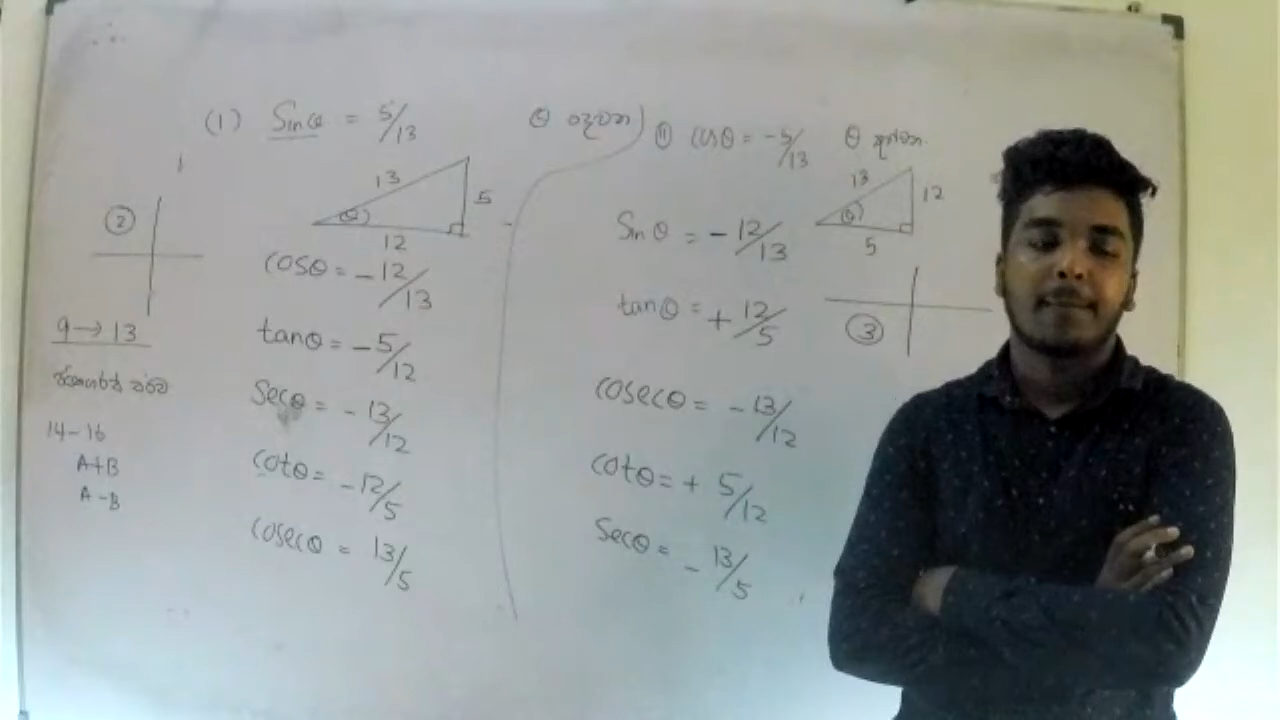 (1) Sinθ = 5/13
θ දෙවන
13
5
12
②
cosθ = -12/13
tanθ = -5/12
Secθ = -13/12
cotθ = -12/5
cosecθ = 13/5
9 → 13
14-16
A+B
A-B
⑪ cosθ = -5/13
13
12
5
Sinθ = -12/13
tanθ = + 12/5
③
cosecθ = -13/12
cotθ = + 5/12
Secθ = - 13/5